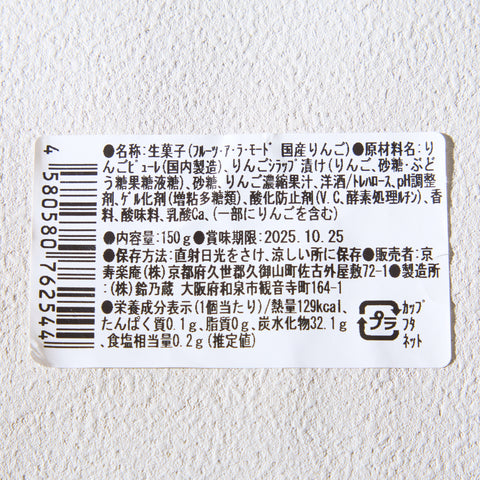 ●名称:生菓子(フルーツ・ア・ラ・モード 国産りんご)●原材料名:り
んごピューレ(国内製造)、りんごシラップ漬け(りんご、砂糖・ぶど
う糖果糖液糖)、砂糖、りんご濃縮果汁、洋酒/トレハロース、pH調整
剤、ゲル化剤(増粘多糖類)、酸化防止剤(V.C、酵素処理ルチン)、香
料、酸味料、乳酸Ca、(一部にりんごを含む)
●内容量:150g●賞味期限:2025.10.25
●保存方法:直射日光をさけ、涼しい所に保存●販売者:京
寿楽庵(株)京都府久世郡久御山町佐古外屋敷72-1●製造所
:(株)鈴乃蔵 大阪府和泉市観音寺町164-1
●栄養成分表示(1個当たり)/熱量129kcal、
たんぱく質0.1g、脂質0g、炭水化物32.1g
、食塩相当量0.2g(推定値)
プラ
カップ
フタ
ネット
4580580762544